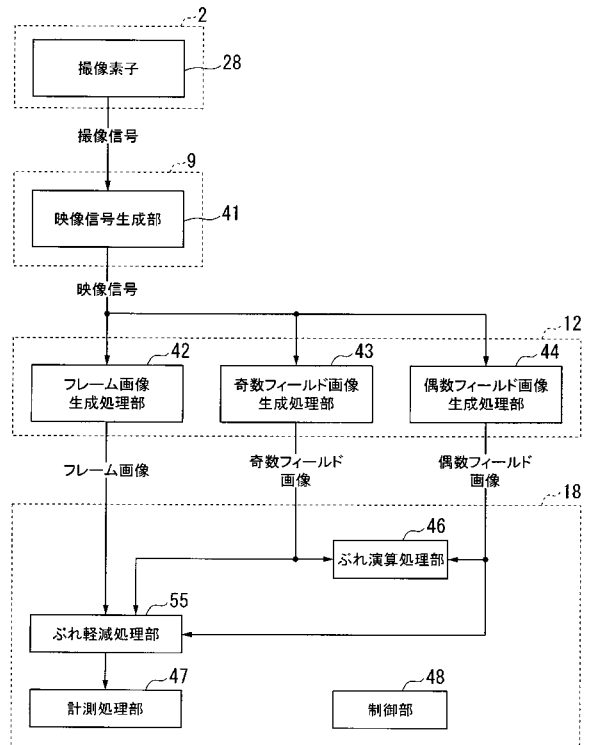 2
撮像素子
28
撮像信号
9
映像信号生成部
41
映像信号
12
42
43
44
フレーム画像
生成処理部
奇数フィールド画像
生成処理部
偶数フィールド画像
生成処理部
フレーム画像
奇数フィールド
画像
偶数フィールド
画像
18
46
ぶれ演算処理部
55
ぶれ軽減処理部
47
計測処理部
48
制御部